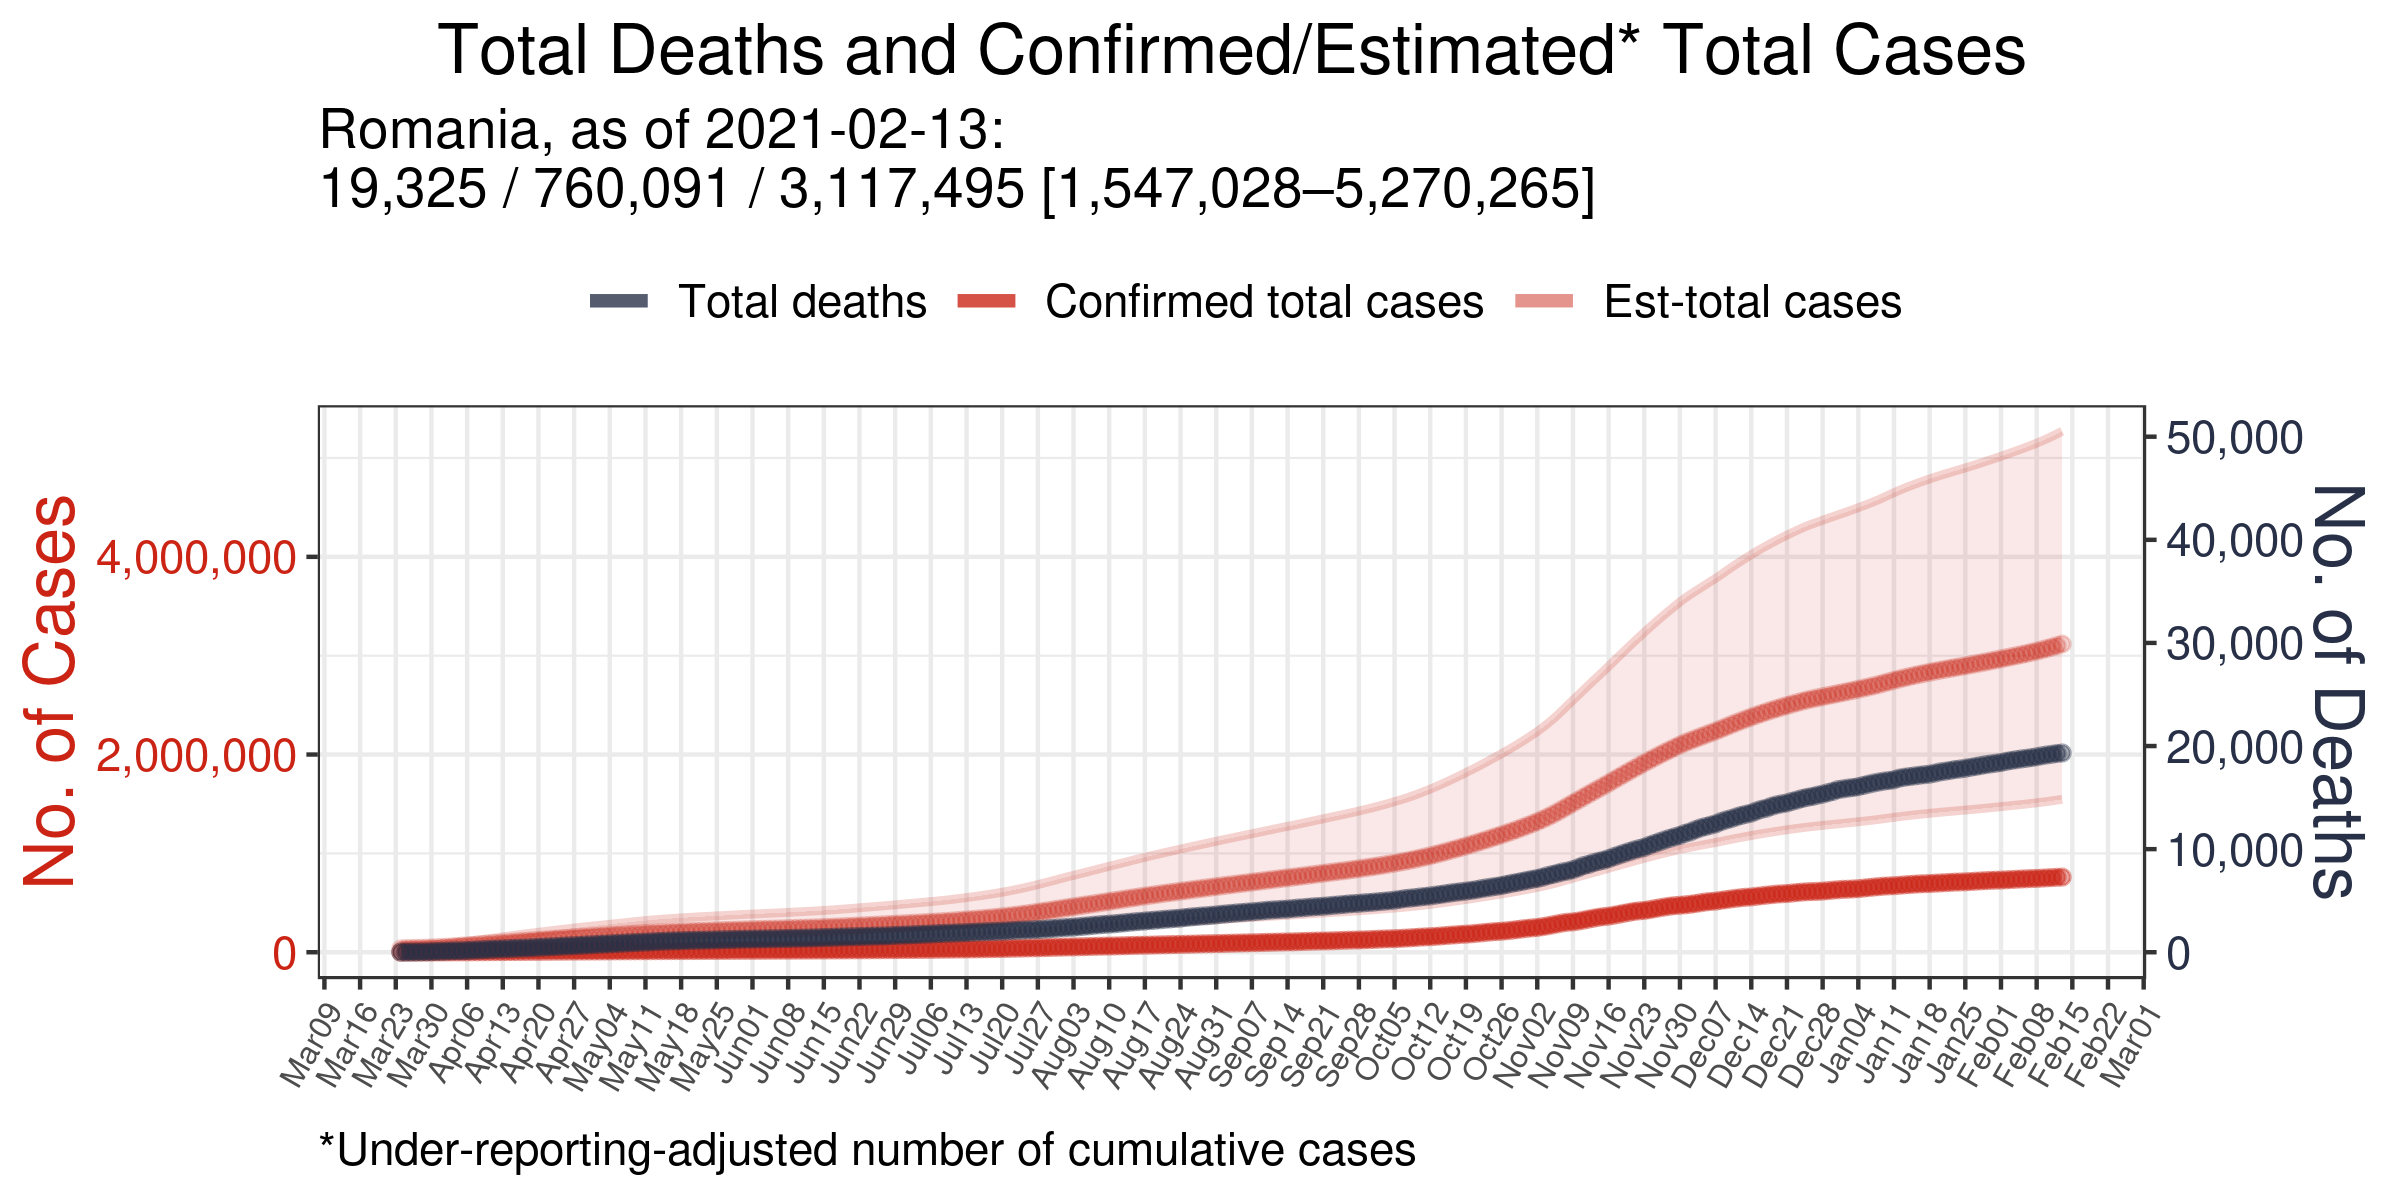 Total Deaths and Confirmed/Estimated* Total Cases
Romania, as of 2021-02-13:
19,325 / 760,091 / 3,117,495 [1,547,028–5,270,265]
Total deaths
Confirmed total cases
Est-total cases
No. of Cases
4,000,000
2,000,000
0
50,000
40,000
30,000
20,000
10,000
0
No. of Deaths
Mar09
Mar16
Mar23
Mar30
Apr06
Apr13
Apr20
Apr27
May04
May11
May18
May25
Jun01
Jun08
Jun15
Jun22
Jun29
Jul06
Jul13
Jul20
Jul27
Aug03
Aug10
Aug17
Aug24
Aug31
Sep07
Sep14
Sep21
Sep28
Oct05
Oct12
Oct19
Oct26
Nov02
Nov09
Nov16
Nov23
Nov30
Dec07
Dec14
Dec21
Dec28
Jan04
Jan11
Jan18
Jan25
Feb01
Feb08
Feb15
Feb22
Mar01
*Under-reporting-adjusted number of cumulative cases